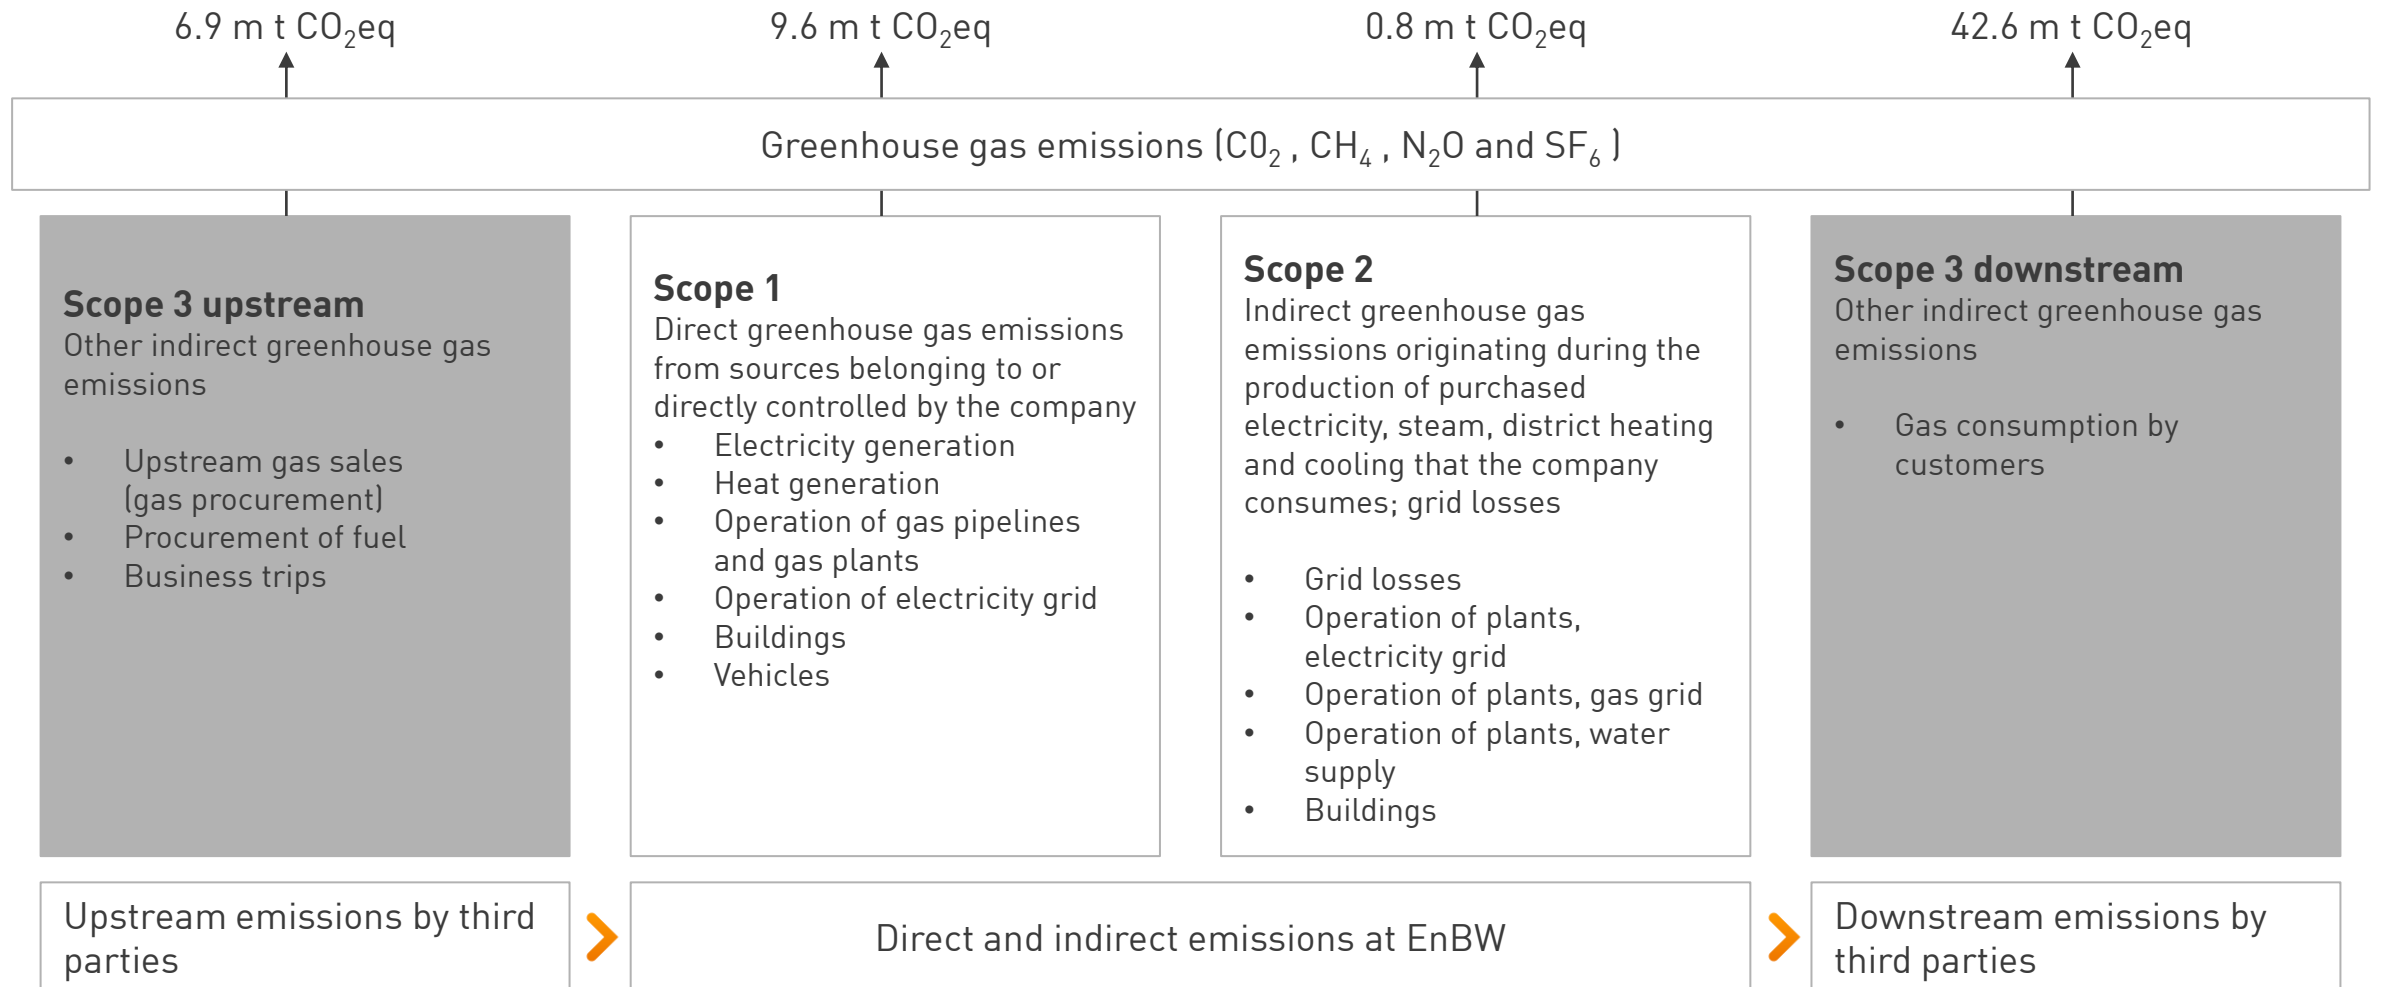 6.9 m t CO₂eq
9.6 m t CO₂eq
0.8 m t CO₂eq
42.6 m t CO₂eq
Greenhouse gas emissions (C0₂ , CH₄ , N₂O and SF₆ )
Scope 3 upstream
Other indirect greenhouse gas
emissions
• Upstream gas sales
(gas procurement)
• Procurement of fuel
• Business trips
Scope 1
Direct greenhouse gas emissions
from sources belonging to or
directly controlled by the company
• Electricity generation
• Heat generation
• Operation of gas pipelines
and gas plants
• Operation of electricity grid
• Buildings
• Vehicles
Scope 2
Indirect greenhouse gas
emissions originating during the
production of purchased
electricity, steam, district heating
and cooling that the company
consumes; grid losses
• Grid losses
• Operation of plants,
electricity grid
• Operation of plants, gas grid
• Operation of plants, water
supply
• Buildings
Scope 3 downstream
Other indirect greenhouse gas
emissions
• Gas consumption by
customers
Upstream emissions by third
parties
Direct and indirect emissions at EnBW
Downstream emissions by
third parties